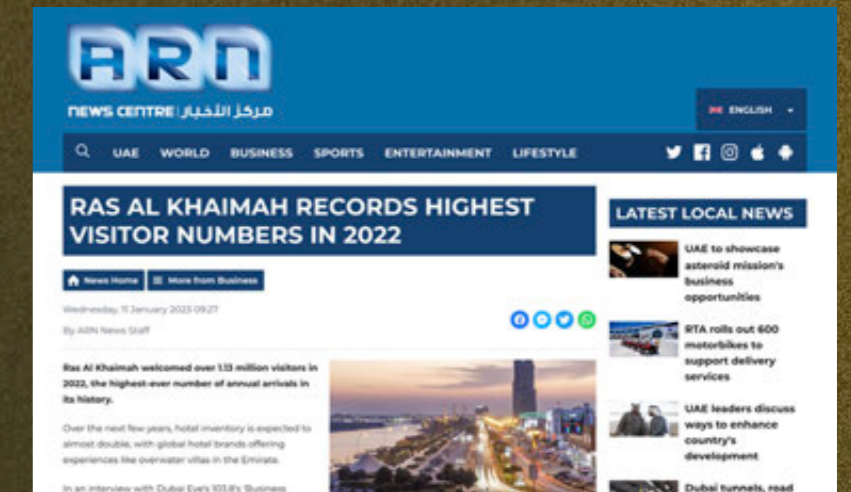 ARN
NEWS CENTRE | مركز الأخبار
ENGLISH
UAE WORLD BUSINESS SPORTS ENTERTAINMENT LIFESTYLE
RAS AL KHAIMAH RECORDS HIGHEST
VISITOR NUMBERS IN 2022
News Home More from Business
Wednesday, 11 January 2023 09:27
By ARN News Staff
Ras Al Khaimah welcomed over 1.13 million visitors in
2022, the highest-ever number of annual arrivals in
its history.
Over the next few years, hotel inventory is expected to
almost double, with global hotel brands offering
experiences like overwater villas in the Emirate.
In an interview with Dubai Eye's 103.8's 'Business
LATEST LOCAL NEWS
UAE to showcase
asteroid mission's
business
opportunities
RTA rolls out 600
motorbikes to
support delivery
services
UAE leaders discuss
ways to enhance
country's
development
Dubai tunnels, road